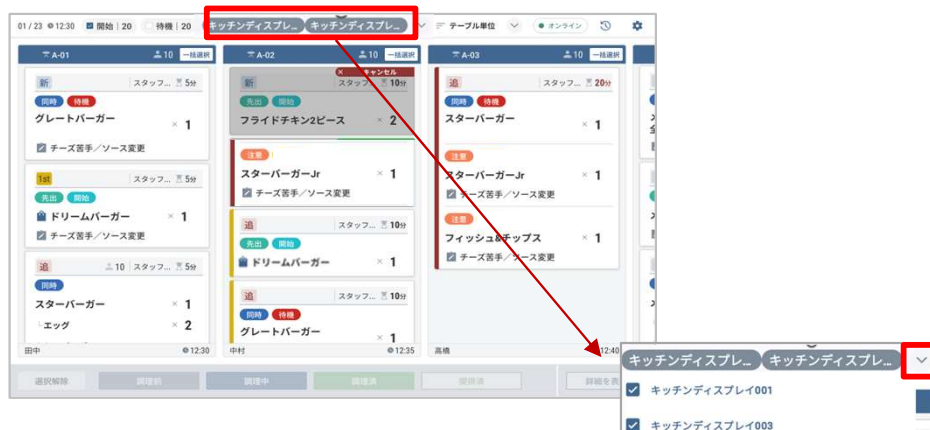 01/23 12:30 開始|20 待機|20 キッチンディスプレ... キッチンディスプレ... テーブル単位 オンライン
A-01 10 一括選択
新 スタッフ... 5分
同時 待機
グレートバーガー × 1
チーズ苦手／ソース変更
1st スタッフ... 5分
先出 開始
ドリームバーガー × 1
チーズ苦手／ソース変更
追 10 スタッフ... 5分
同時
スターバーガー × 1
エッグ × 2
田中 12:30
A-02 10 一括選択
× キャンセル
新 スタッフ... 10分
先出 開始
フライドチキン2ピース × 2
注意
スターバーガーJr × 1
チーズ苦手／ソース変更
追 スタッフ... 10分
先出 開始
ドリームバーガー × 1
追 スタッフ... 10分
同時 待機
グレートバーガー × 1
中村 12:35
A-03 10 一括選択
追 スタッフ... 20分
同時 待機
スターバーガー × 1
注意
スターバーガーJr × 1
チーズ苦手／ソース変更
注意
フィッシュ&チップス × 1
チーズ苦手／ソース変更
高橋 12:40
選択解除 調理前 調理中 調理済 提供済 詳細を表
キッチンディスプレ... キッチンディスプレ...
キッチンディスプレイ001
キッチンディスプレイ003